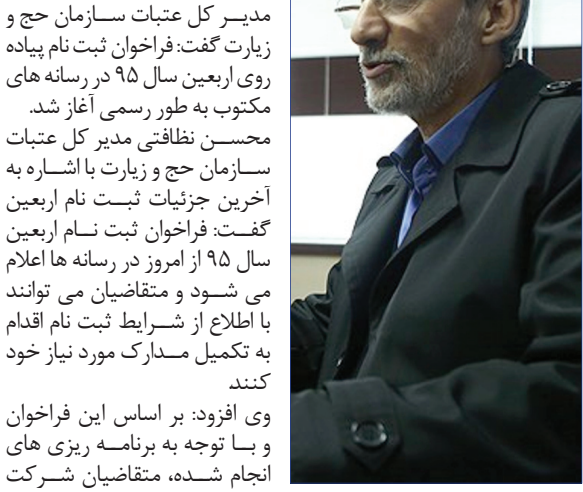 مدیر کل عتبات سازمان حج و
زیارت گفت: فراخوان ثبت نام پیاده
روی اربعین سال ۹۵ در رسانه های
مکتوب به طور رسمی آغاز شد.
محسن نظافتی مدیر کل عتبات
سازمان حج و زیارت با اشاره به
آخرین جزئیات ثبت نام اربعین
گفت: فراخوان ثبت نام اربعین
سال ۹۵ از امروز در رسانه ها اعلام
می شود و متقاضیان می توانند
با اطلاع از شرایط ثبت نام اقدام
به تکمیل مدارک مورد نیاز خود
کنند.
وی افزود: بر اساس این فراخوان
و با توجه به برنامه ریزی های
انجام شده، متقاضیان شرکت